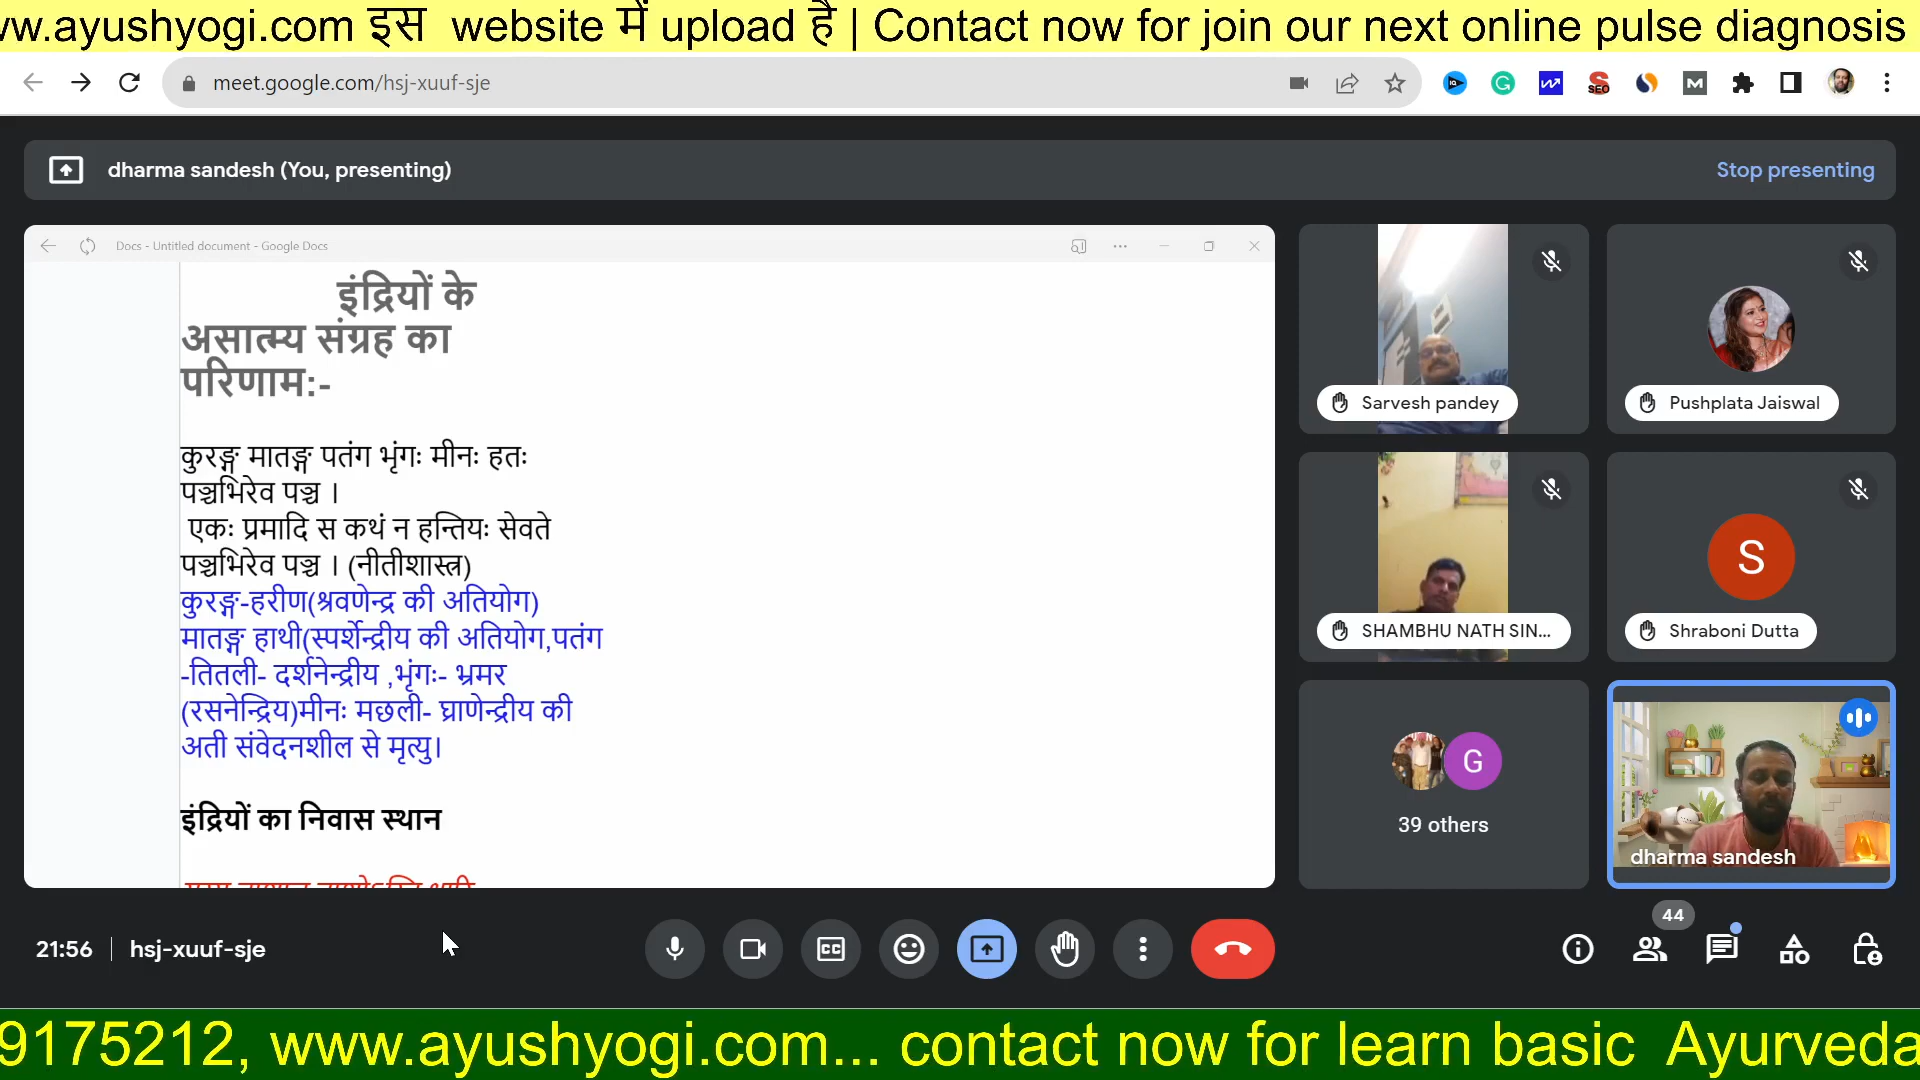 ww.ayushyogi.com इस website में upload है | Contact now for join our next online pulse diagnosis
meet.google.com/hsj-xuuf-sje
dharma sandesh (You, presenting)
Stop presenting
Docs - Untitled document - Google Docs
इंद्रियों के
असात्म्य संग्रह का
परिणाम:-
कुरङ्ग मातङ्ग पतंग भृंगः मीनः हतः
पञ्चभिरेव पञ्च ।
एकः प्रमादि स कथं न हन्तियः सेवते
पञ्चभिरेव पञ्च । (नीतीशास्त्र)
कुरङ्ग-हरीण(श्रवणेन्द्र की अतियोग)
मातङ्ग हाथी(स्पर्शेन्द्रीय की अतियोग,पतंग
-तितली- दर्शनेन्द्रीय ,भृंगः- भ्रमर
(रसनेन्द्रिय)मीनः मछली- घ्राणेन्द्रीय की
अती संवेदनशील से मृत्यु।
इंद्रियों का निवास स्थान
Sarvesh pandey
Pushplata Jaiswal
SHAMBHU NATH SIN...
S
Shraboni Dutta
G
39 others
dharma sandesh
44
21:56 | hsj-xuuf-sje
9175212, www.ayushyogi.com... contact now for learn basic Ayurveda